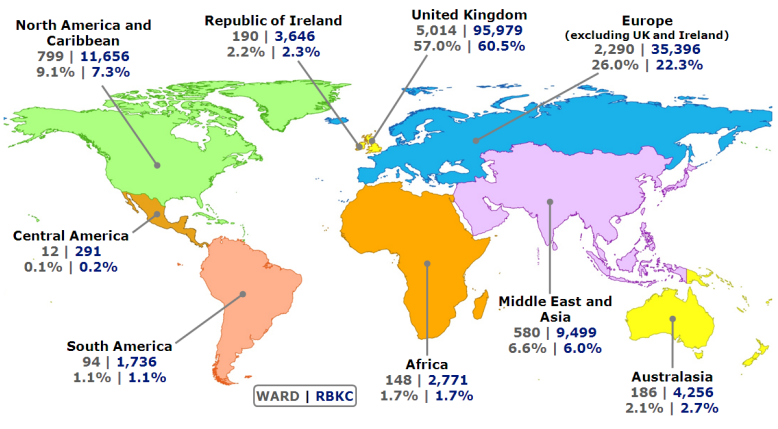 North America and
Caribbean
799 | 11,656
9.1% | 7.3%
Republic of Ireland
190 | 3,646
2.2% | 2.3%
United Kingdom
5,014 | 95,979
57.0% | 60.5%
Europe
(excluding UK and Ireland)
2,290 | 35,396
26.0% | 22.3%
Central America
12 | 291
0.1% | 0.2%
South America
94 | 1,736
1.1% | 1.1%
WARD | RBKC
Africa
148 | 2,771
1.7% | 1.7%
Middle East and
Asia
580 | 9,499
6.6% | 6.0%
Australasia
186 | 4,256
2.1% | 2.7%